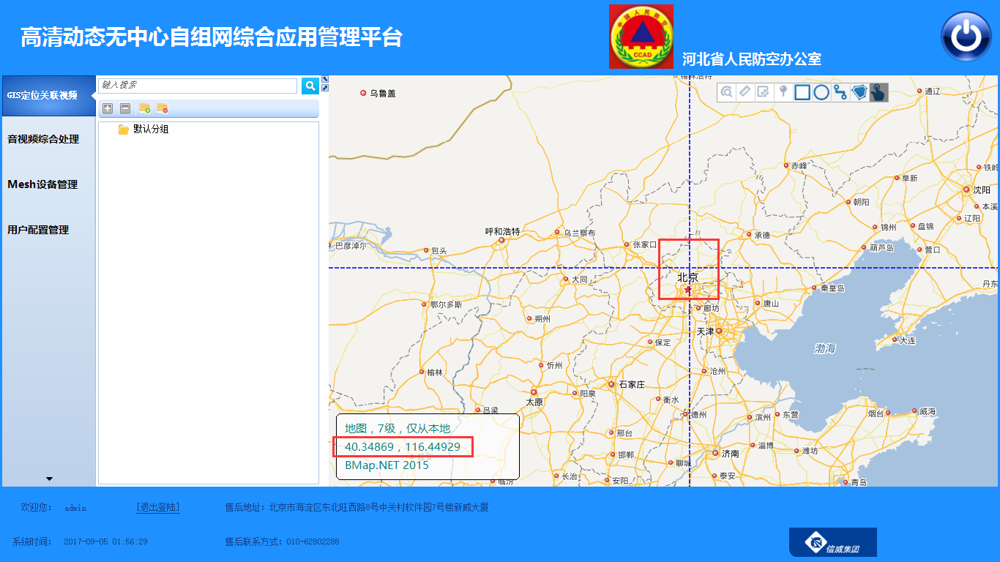 高清动态无中心自组网综合应用管理平台
中国人民防空
CCAD
河北省人民防空办公室
GIS定位关联视频
音视频综合处理
Mesh设备管理
用户配置管理
键入搜索
默认分组
锡林浩特
乌鲁盖
通辽
赤峰
铁岭
阜新
沈阳
朝阳
本溪
辽阳
锦州
盘锦
呼和浩特
乌兰察布
承德
巴彦淖尔
包头
张家口
葫芦岛
营口
北京
大同
丹东
秦皇岛
鄂尔多斯
廊坊
唐山
朔州
天津
大连
保定
渤海
忻州
榆林
沧州
石家庄
太原
阳泉
衡水
吕梁
德州
滨州
东营
烟台
威海
邢台
淄博
潍坊
邯郸
聊城
济南
延安
长治
安阳
泰安
青岛
临汾
地图，7级，仅从本地
40.34869，116.44929
BMap.NET 2015
欢迎您： admin
[退出登陆]
售后地址：北京市海淀区东北旺西路8号中关村软件园7号楼新威大厦
系统时间： 2017-09-05 01:56:29
售后联系方式：010-62802288
信威集团